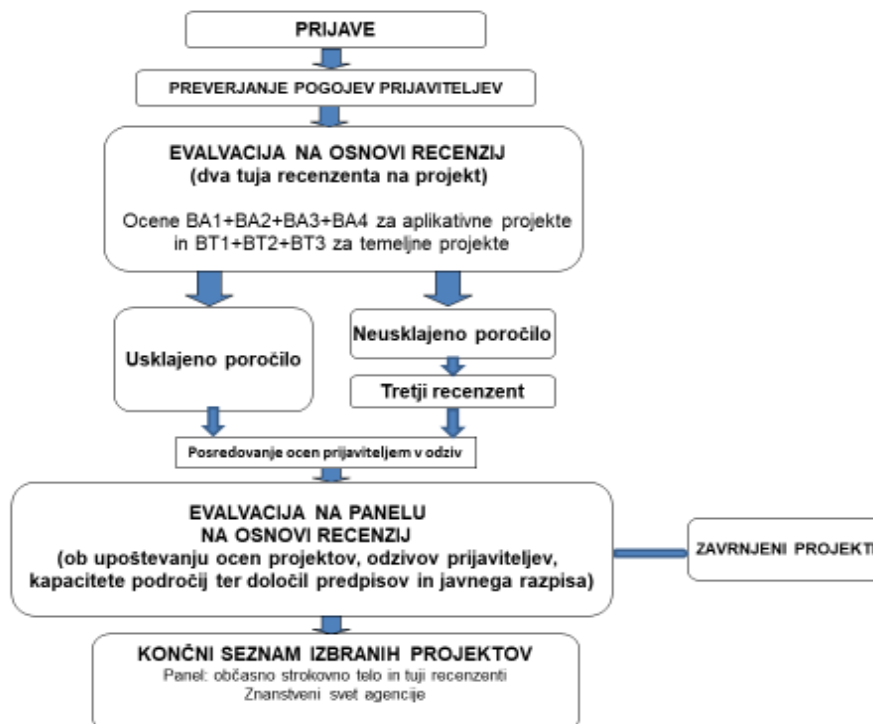 PRIJAVE
PREVERJANJE POGOJEV PRIJAVITELJEV
EVALVACIJA NA OSNOVI RECENZIJ
(dva tuja recenzenta na projekt)
Ocene BA1+BA2+BA3+BA4 za aplikativne projekte
in BT1+BT2+BT3 za temeljne projekte
Usklajeno poročilo
Neusklajeno poročilo
Tretji recenzent
Posredovanje ocen prijaviteljem v odziv
EVALVACIJA NA PANELU
NA OSNOVI RECENZIJ
(ob upoštevanju ocen projektov, odzivov prijaviteljev,
kapacitete področij ter določil predpisov in javnega razpisa)
ZAVRNJENI PROJEKTI
KONČNI SEZNAM IZBRANIH PROJEKTOV
Panel: občasno strokovno telo in tuji recenzenti
Znanstveni svet agencije